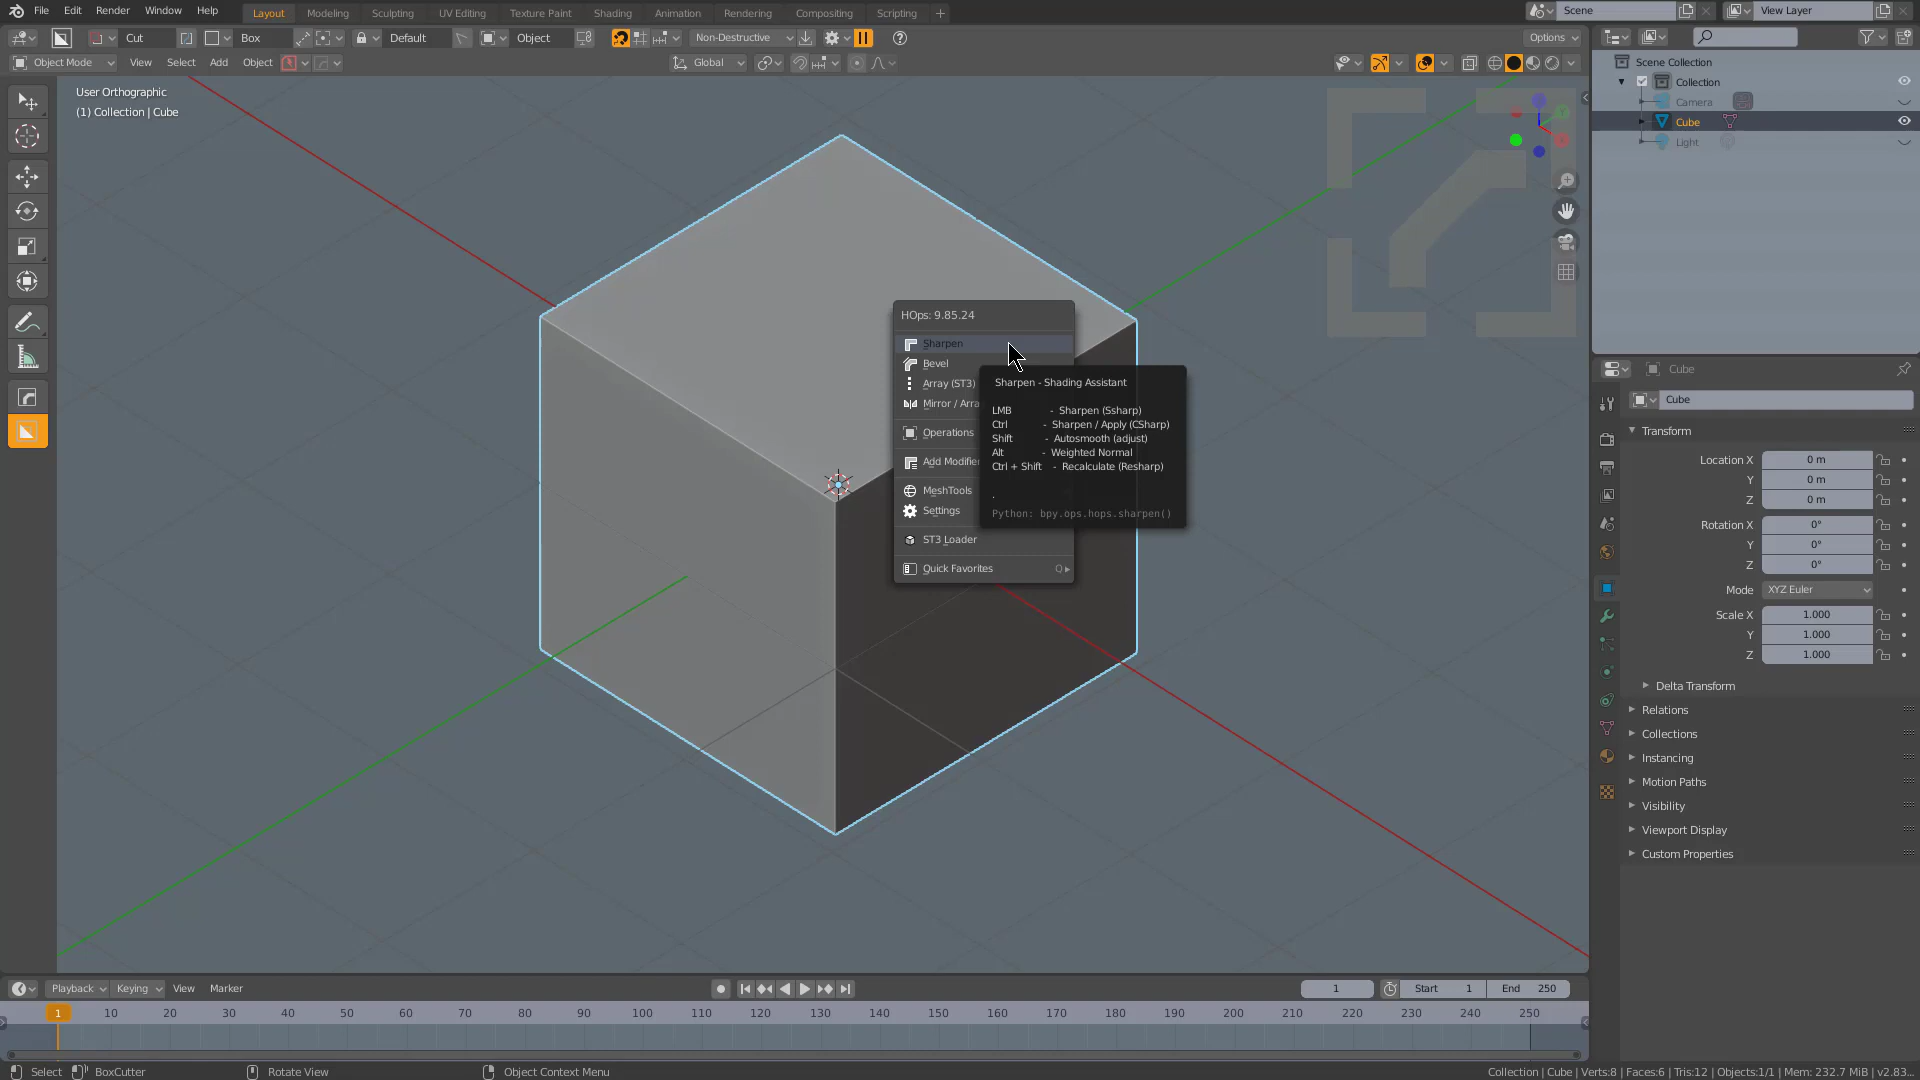 File Edit Render Window Help Layout Modeling Sculpting UV Editing Texture Paint Shading Animation Rendering Compositing Scripting + Scene View Layer
Cut Box Default Object Non-Destructive Options
Object Mode View Select Add Object Global
User Orthographic
(1) Collection | Cube
Scene Collection
Collection
Camera
Cube
Light
HOps: 9.85.24
Sharpen
Bevel
Array (ST3)
Mirror / Arra
Operations
Add Modifier
MeshTools
Settings
ST3 Loader
Quick Favorites Q
Sharpen - Shading Assistant
LMB - Sharpen (Ssharp)
Ctrl - Sharpen / Apply (CSharp)
Shift - Autosmooth (adjust)
Alt - Weighted Normal
Ctrl + Shift - Recalculate (Resharp)
.
Python: bpy.ops.hops.sharpen()
Cube
Cube
Transform
Location X 0 m
Y 0 m
Z 0 m
Rotation X 0°
Y 0°
Z 0°
Mode XYZ Euler
Scale X 1.000
Y 1.000
Z 1.000
Delta Transform
Relations
Collections
Instancing
Motion Paths
Visibility
Viewport Display
Custom Properties
Playback Keying View Marker 1 Start 1 End 250
1 10 20 30 40 50 60 70 80 90 100 110 120 130 140 150 160 170 180 190 200 210 220 230 240 250
Select BoxCutter Rotate View Object Context Menu Collection | Cube | Verts:8 | Faces:6 | Tris:12 | Objects:1/1 | Mem: 232.7 MiB | v2.83...